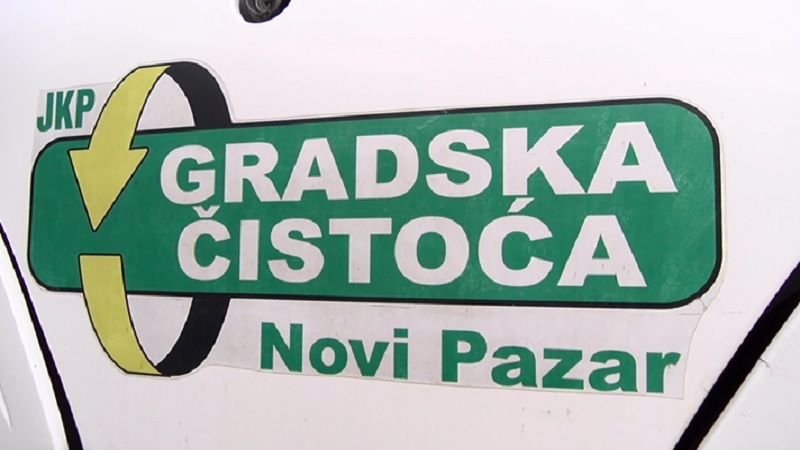 JKP
GRADSKA
ČISTOĆA
Novi Pazar